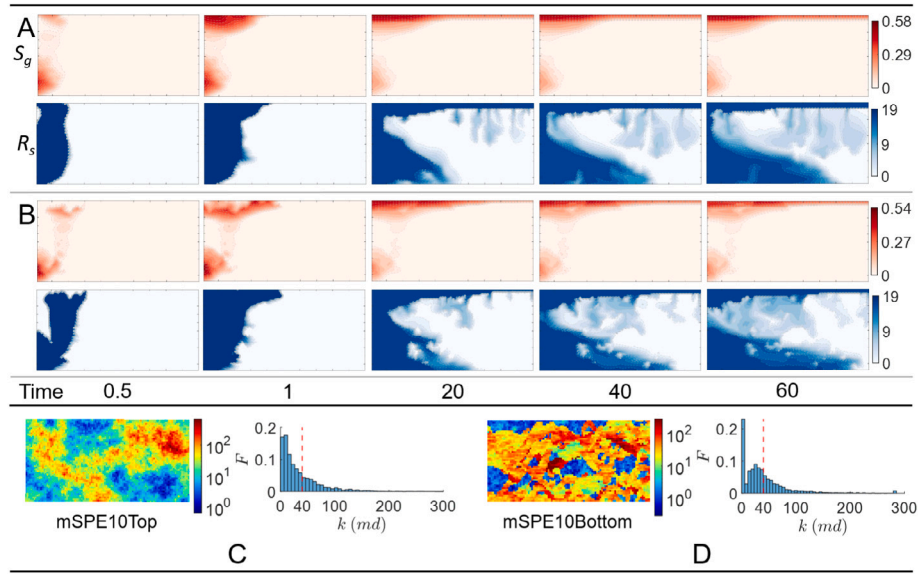 A
S_g
0.58
0.29
0
R_s
19
9
0
B
0.54
0.27
0
19
9
0
Time 0.5 1 20 40 60
10^2
10^1
10^0
mSPE10Top
F
0.2
0.1
0
0 40 100 200 300
k (md)
10^2
10^1
10^0
mSPE10Bottom
F
0.2
0.1
0
0 40 100 200 300
k (md)
C D